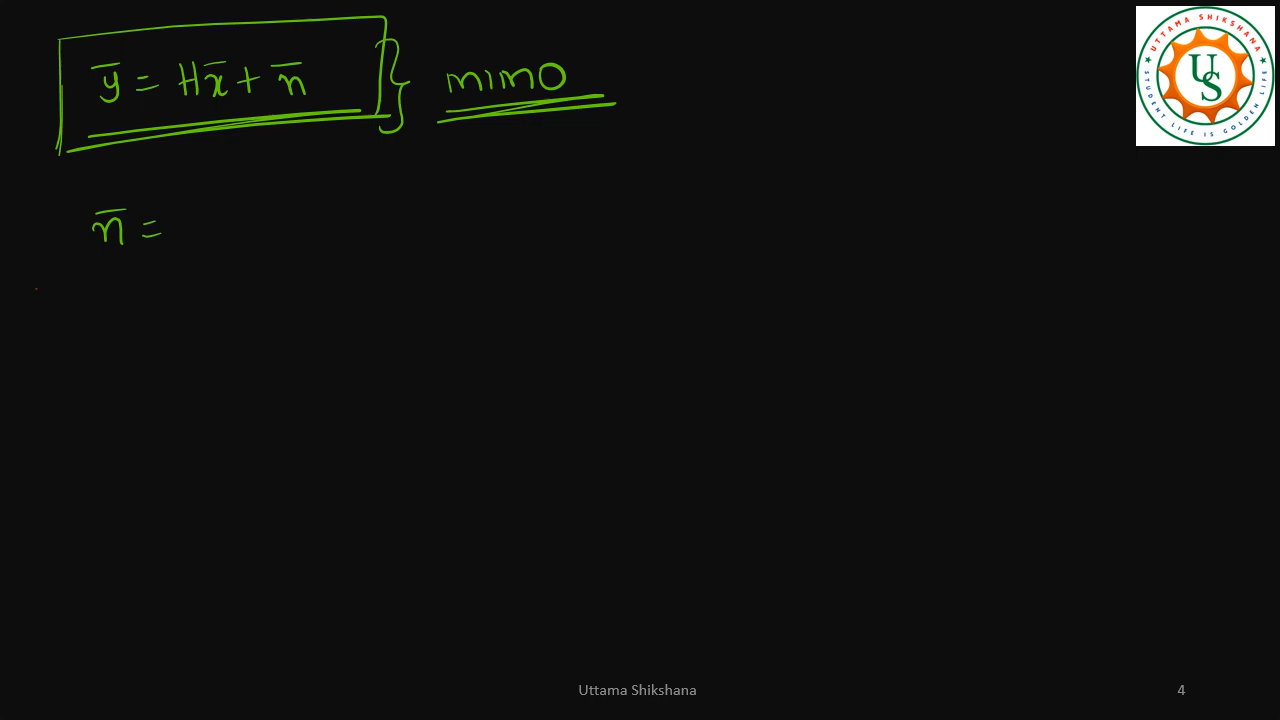 y̅ = Hx̅ + n̅ } mimo
n̅ =
UTTAMA SHIKSHANA
US
STUDENT LIFE IS GOLDEN LIFE
Uttama Shikshana
4